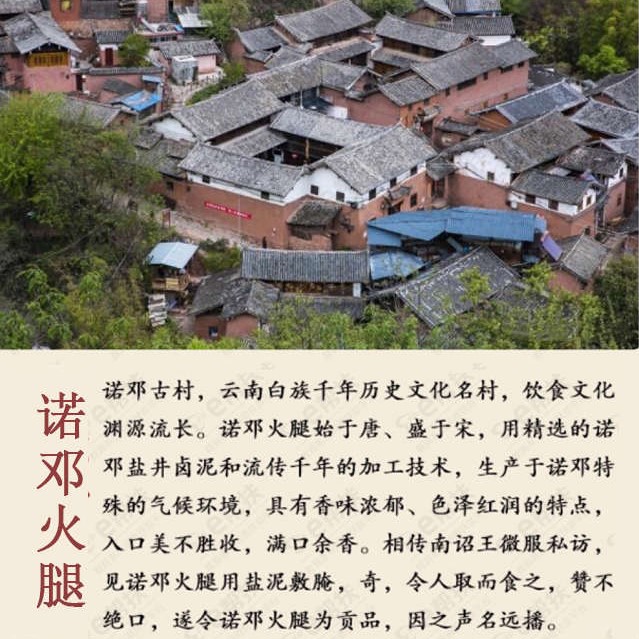 诺邓火腿
诺邓古村，云南白族千年历史文化名村，饮食文化
渊源流长。诺邓火腿始于唐、盛于宋，用精选的诺
邓盐井卤泥和流传千年的加工技术，生产于诺邓特
殊的气候环境，具有香味浓郁、色泽红润的特点，
入口美不胜收，满口余香。相传南诏王微服私访，
见诺邓火腿用盐泥敷腌，奇，令人取而食之，赞不
绝口，遂令诺邓火腿为贡品，因之声名远播。